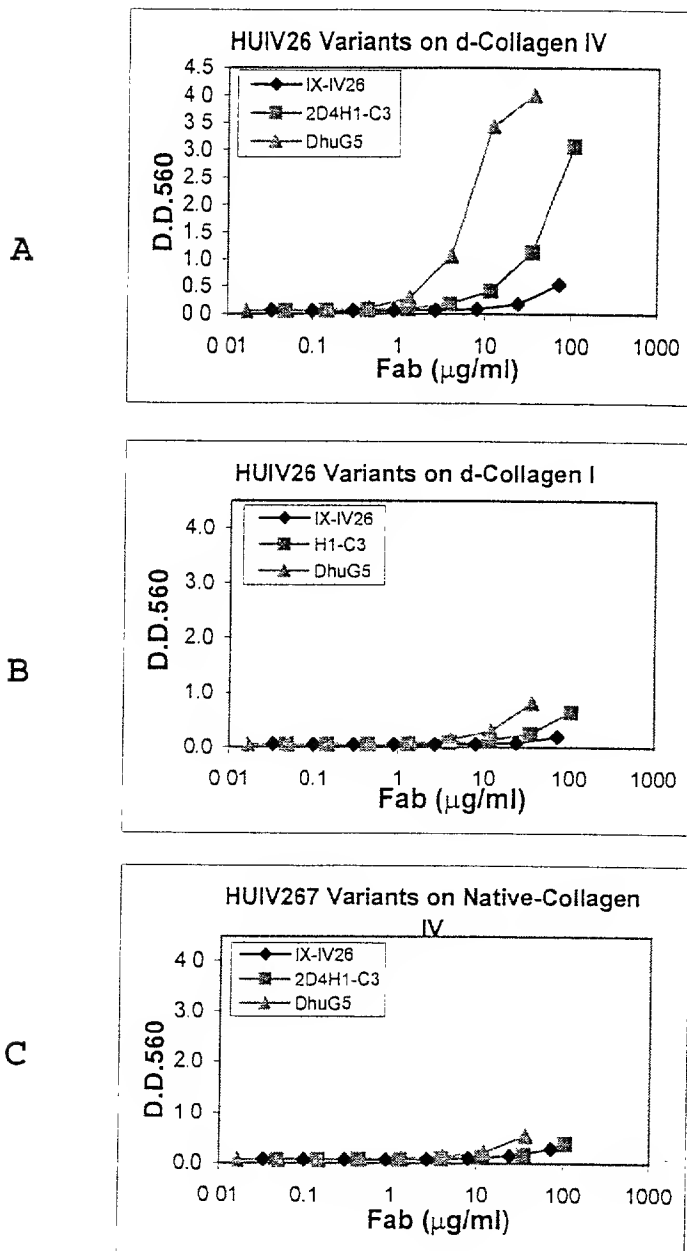 A
HUIV26 Variants on d-Collagen IV
IX-IV26
2D4H1-C3
DhuG5
D.D.560
4.5
4 0
3.5
3.0
2.5
2.0
1.5
1.0
0.5
0 0
0 01 0.1 1 10 100 1000
Fab (μg/ml)
B
HUIV26 Variants on d-Collagen I
IX-IV26
H1-C3
DhuG5
D.D.560
4.0
3.0
2.0
1.0
0.0
0 01 0.1 1 10 100 1000
Fab (μg/ml)
C
HUIV267 Variants on Native-Collagen
IV
IX-IV26
2D4H1-C3
DhuG5
D.D.560
4 0
3.0
2.0
1 0
0.0
0 01 0.1 1 10 100 1000
Fab (μg/ml)